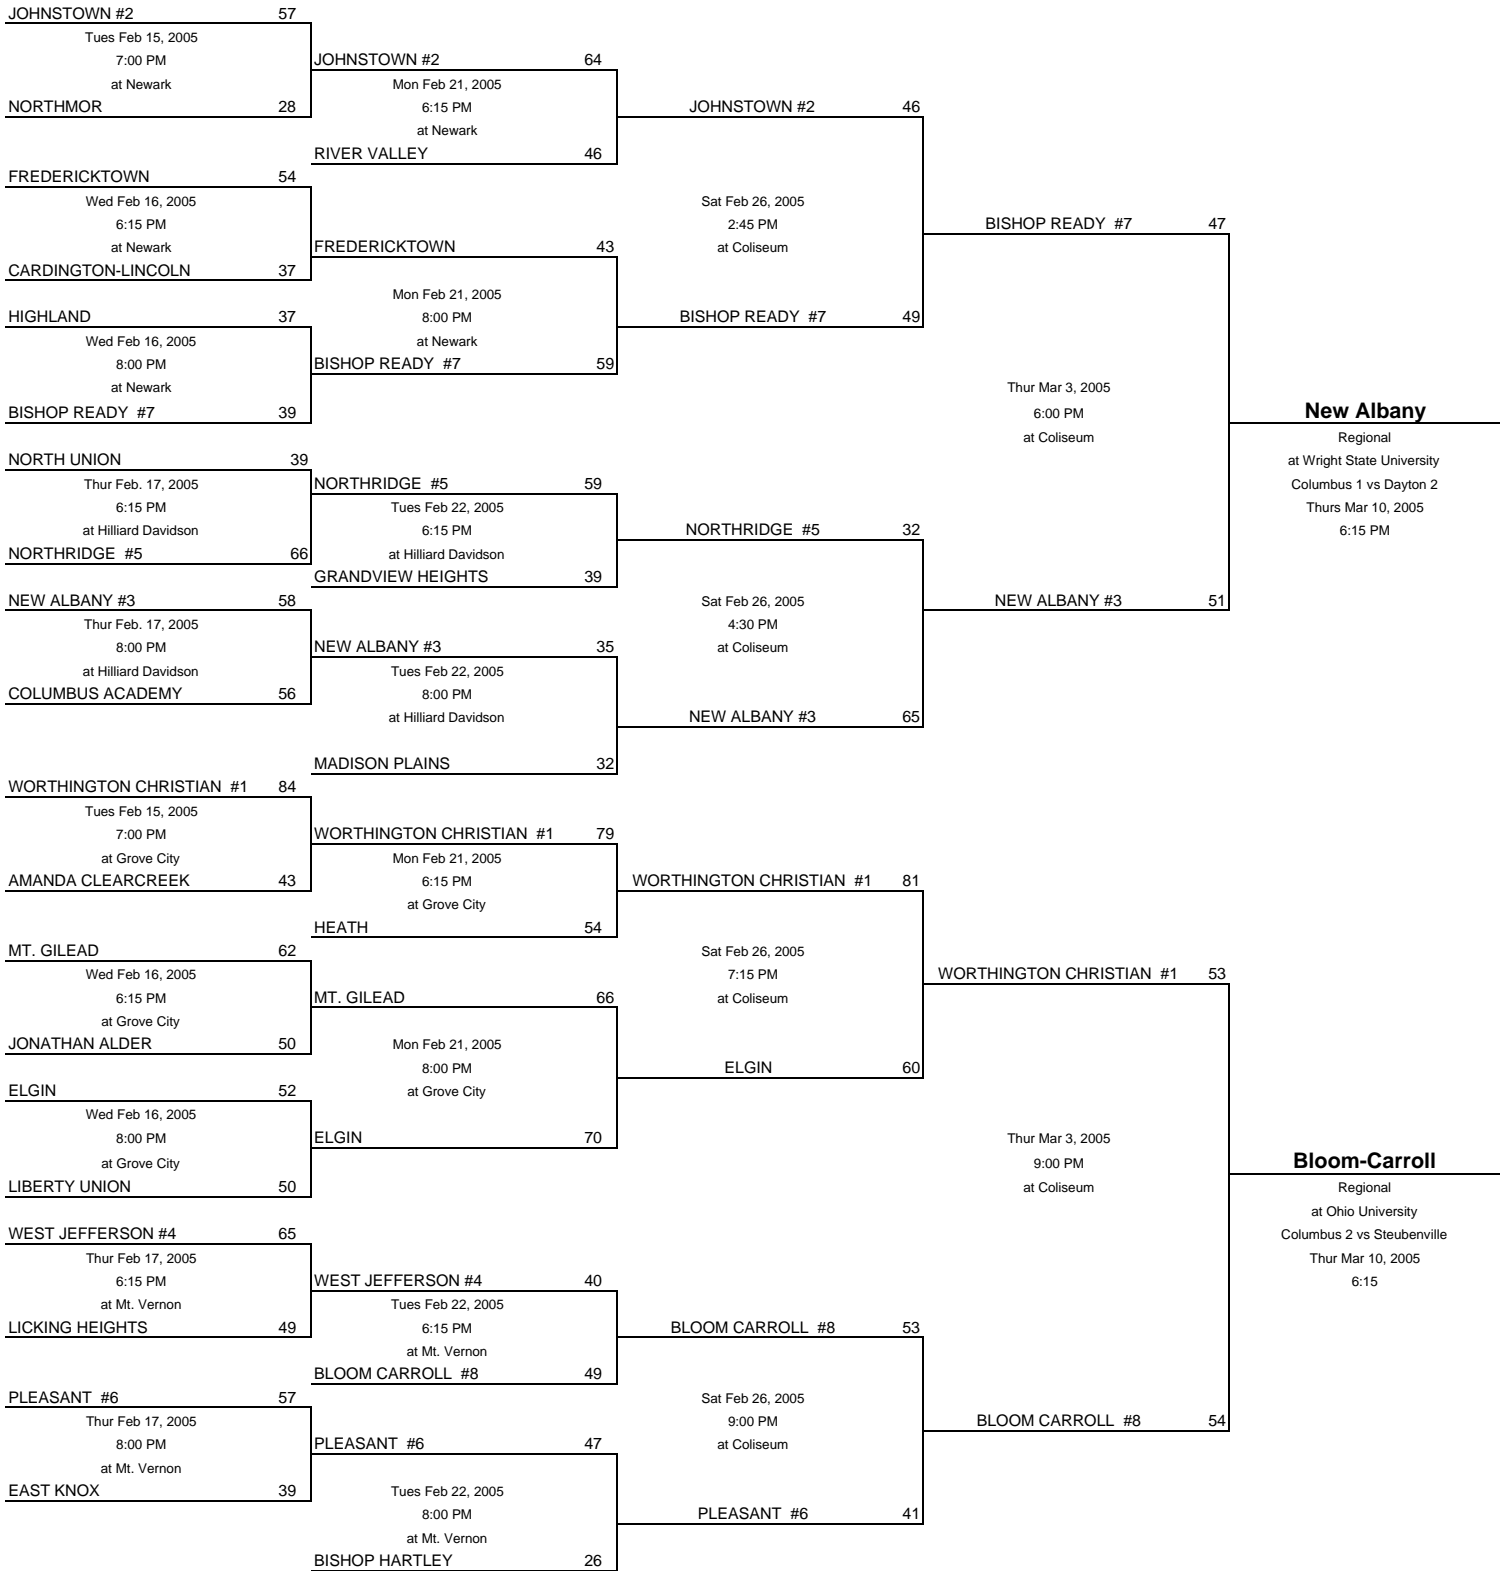 JOHNSTOWN #2 57
Tues Feb 15, 2005
7:00 PM
at Newark
NORTHMOR 28
FREDERICKTOWN 54
Wed Feb 16, 2005
6:15 PM
at Newark
CARDINGTON-LINCOLN 37
HIGHLAND 37
Wed Feb 16, 2005
8:00 PM
at Newark
BISHOP READY #7 39
NORTH UNION 39
Thur Feb. 17, 2005
6:15 PM
at Hilliard Davidson
NORTHRIDGE #5 66
NEW ALBANY #3 58
Thur Feb. 17, 2005
8:00 PM
at Hilliard Davidson
COLUMBUS ACADEMY 56
WORTHINGTON CHRISTIAN #1 84
Tues Feb 15, 2005
7:00 PM
at Grove City
AMANDA CLEARCREEK 43
MT. GILEAD 62
Wed Feb 16, 2005
6:15 PM
at Grove City
JONATHAN ALDER 50
ELGIN 52
Wed Feb 16, 2005
8:00 PM
at Grove City
LIBERTY UNION 50
WEST JEFFERSON #4 65
Thur Feb 17, 2005
6:15 PM
at Mt. Vernon
LICKING HEIGHTS 49
PLEASANT #6 57
Thur Feb 17, 2005
8:00 PM
at Mt. Vernon
EAST KNOX 39
JOHNSTOWN #2 64
Mon Feb 21, 2005
6:15 PM
at Newark
RIVER VALLEY 46
FREDERICKTOWN 43
Mon Feb 21, 2005
8:00 PM
at Newark
BISHOP READY #7 59
NORTHRIDGE #5 59
Tues Feb 22, 2005
6:15 PM
at Hilliard Davidson
GRANDVIEW HEIGHTS 39
NEW ALBANY #3 35
Tues Feb 22, 2005
8:00 PM
at Hilliard Davidson
MADISON PLAINS 32
WORTHINGTON CHRISTIAN #1 79
Mon Feb 21, 2005
6:15 PM
at Grove City
HEATH 54
MT. GILEAD 66
Mon Feb 21, 2005
8:00 PM
at Grove City
ELGIN 70
WEST JEFFERSON #4 40
Tues Feb 22, 2005
6:15 PM
at Mt. Vernon
BLOOM CARROLL #8 49
PLEASANT #6 47
Tues Feb 22, 2005
8:00 PM
at Mt. Vernon
BISHOP HARTLEY 26
JOHNSTOWN #2 46
Sat Feb 26, 2005
2:45 PM
at Coliseum
BISHOP READY #7 49
NORTHRIDGE #5 32
Sat Feb 26, 2005
4:30 PM
at Coliseum
NEW ALBANY #3 65
WORTHINGTON CHRISTIAN #1 81
Sat Feb 26, 2005
7:15 PM
at Coliseum
ELGIN 60
BLOOM CARROLL #8 53
Sat Feb 26, 2005
9:00 PM
at Coliseum
PLEASANT #6 41
BISHOP READY #7 47
Thur Mar 3, 2005
6:00 PM
at Coliseum
NEW ALBANY #3 51
WORTHINGTON CHRISTIAN #1 53
Thur Mar 3, 2005
9:00 PM
at Coliseum
BLOOM CARROLL #8 54
New Albany
Regional
at Wright State University
Columbus 1 vs Dayton 2
Thurs Mar 10, 2005
6:15 PM
Bloom-Carroll
Regional
at Ohio University
Columbus 2 vs Steubenville
Thur Mar 10, 2005
6:15